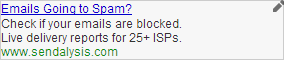 Emails Going to Spam?
Check if your emails are blocked.
Live delivery reports for 25+ ISPs.
www.sendalysis.com